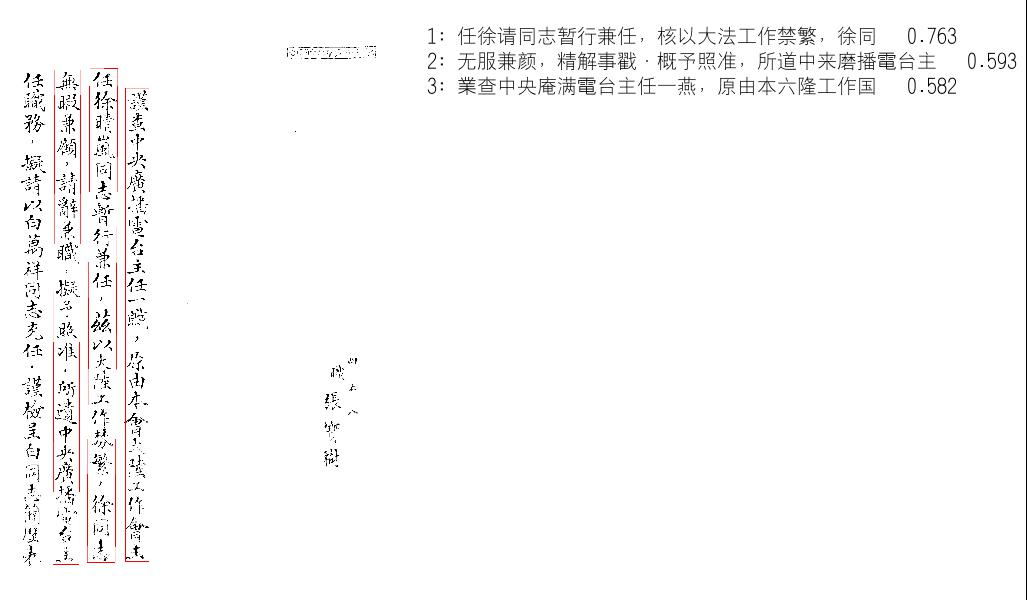 謹查中央廣播電台主任一職，原由本會大陸工作會主
任徐晴嵐同志暫行兼任，茲以大陸工作綦繁，徐同志
無暇兼顧，請辭兼職，擬予照准，所遺中央廣播電台主
任職務，擬請以白萬祥同志充任，謹檢呈白同志簡歷表
職 張寶樹
四 五 八
1: 任徐请同志暂行兼任，核以大法工作禁繁，徐同 0.763
2: 无服兼颜，精解事戳·概予照准，所道中来磨播電台主 0.593
3: 業查中央庵满電台主任一燕，原由本六隆工作国 0.582